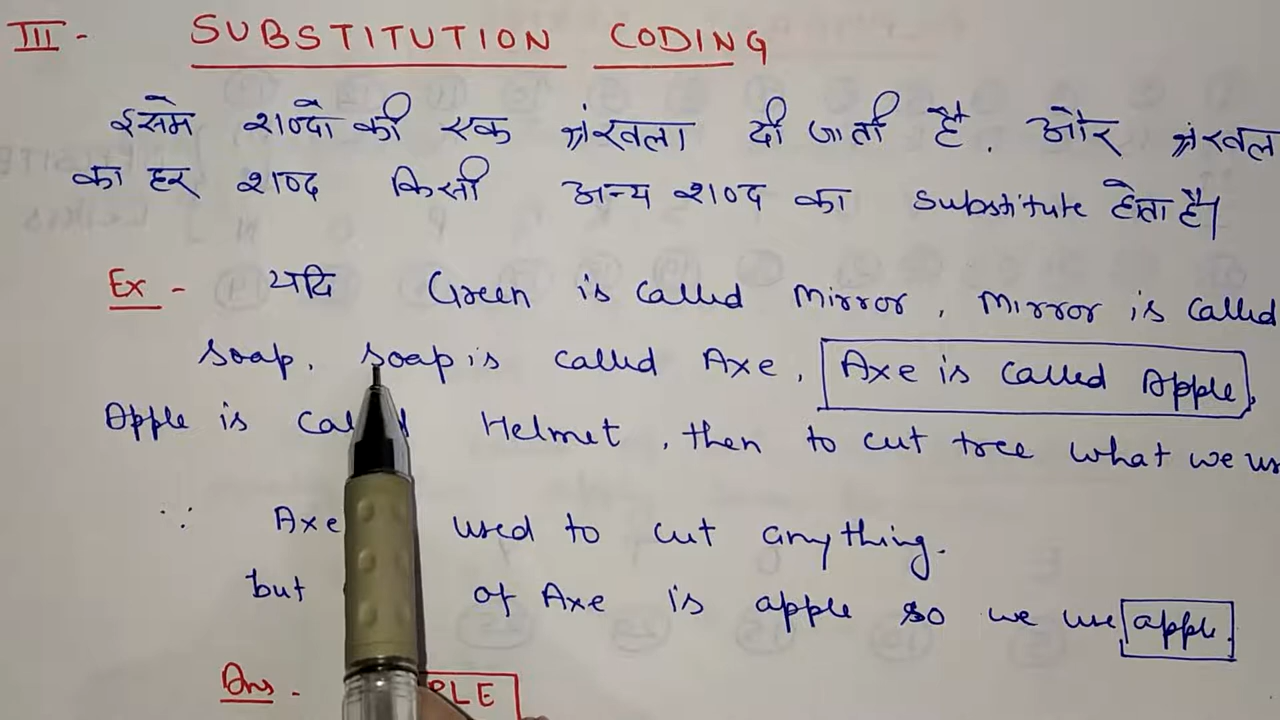 III - SUBSTITUTION CODING
इसमे शब्दो की एक श्रंखला दी जाती है. और श्रंखल
का हर शब्द किसी अन्य शब्द का substitute होता है।
Ex - यदि Green is called mirror, mirror is called
soap. soap is called Axe, Axe is called Apple,
Apple is Helmet, then to cut tree what we us
∵ Axe used to cut anything.
but of Axe is apple so we use apple.
Ans. PLE